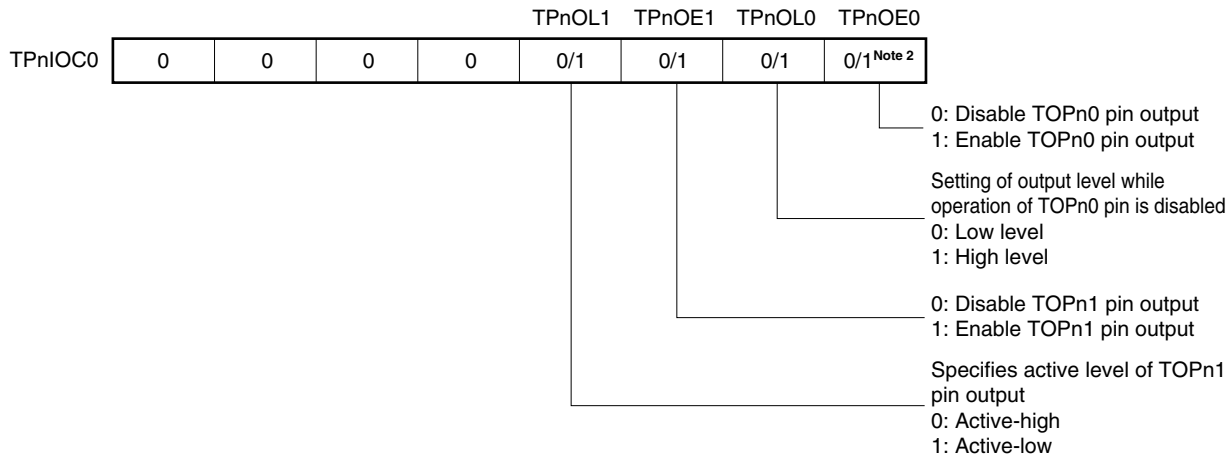 TPnOL1 TPnOE1 TPnOL0 TPnOE0
TPnIOC0 0 0 0 0 0/1 0/1 0/1 0/1Note 2
0: Disable TOPn0 pin output
1: Enable TOPn0 pin output
Setting of output level while
operation of TOPn0 pin is disabled
0: Low level
1: High level
0: Disable TOPn1 pin output
1: Enable TOPn1 pin output
Specifies active level of TOPn1
pin output
0: Active-high
1: Active-low